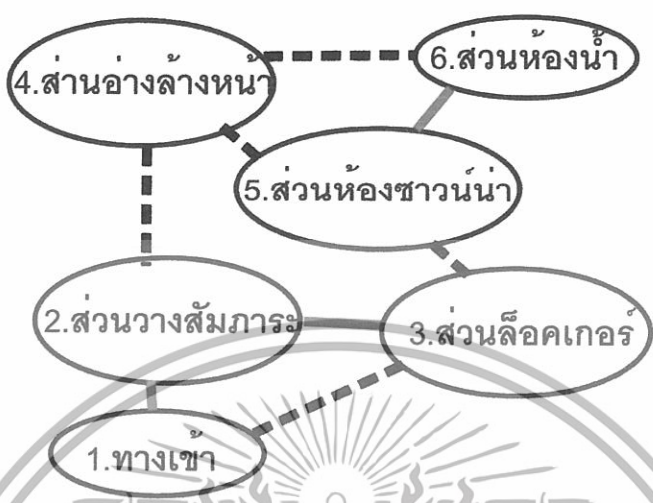 4.ส่านอ่างล้างหน้า
6.ส่วนห้องน้ำ
5.ส่วนห้องซาวน์น่า
2.ส่วนวางสัมภาระ
3.ส่วนล็อคเกอร์
1.ทางเข้า